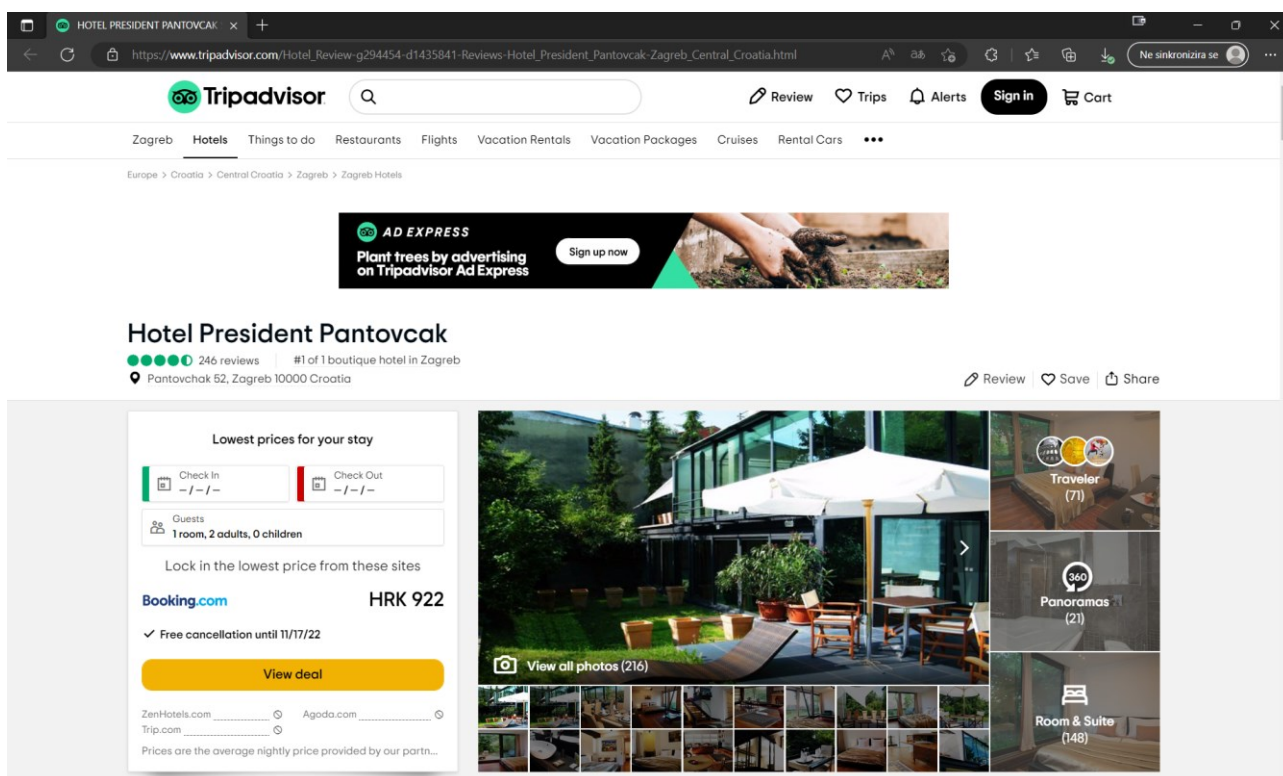 HOTEL PRESIDENT PANTOVCAK
https://www.tripadvisor.com/Hotel_Review-g294454-d1435841-Reviews-Hotel_President_Pantovcak-Zagreb_Central_Croatia.html
Ne sinkronizira se
Tripadvisor
Review Trips Alerts Sign in Cart
Zagreb Hotels Things to do Restaurants Flights Vacation Rentals Vacation Packages Cruises Rental Cars •••
Europe > Croatia > Central Croatia > Zagreb > Zagreb Hotels
AD EXPRESS
Plant trees by advertising
on Tripadvisor Ad Express
Sign up now
Hotel President Pantovcak
246 reviews #1 of 1 boutique hotel in Zagreb
Pantovchak 52, Zagreb 10000 Croatia
Review Save Share
Lowest prices for your stay
Check In
–/–/–
Check Out
–/–/–
Guests
1 room, 2 adults, 0 children
Lock in the lowest price from these sites
Booking.com HRK 922
Free cancellation until 11/17/22
View deal
ZenHotels.com Agoda.com
Trip.com
Prices are the average nightly price provided by our partn...
View all photos (216)
Traveler
(71)
360
Panoramas
(21)
Room & Suite
(148)